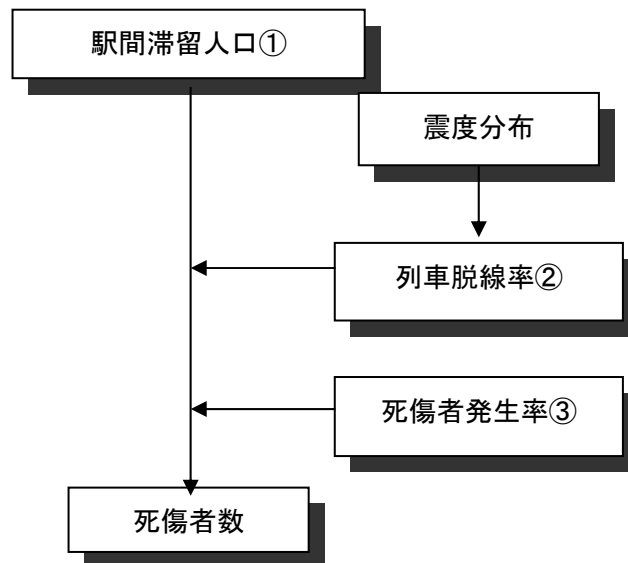 駅間滞留人口①
震度分布
列車脱線率②
死傷者発生率③
死傷者数